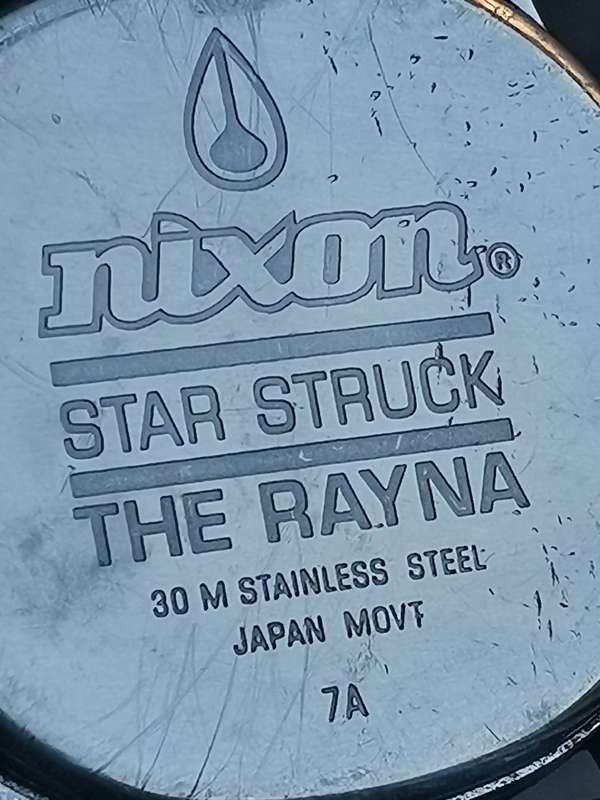 nixon®
STAR STRUCK
THE RAYNA
30 M STAINLESS STEEL
JAPAN MOVT
7A